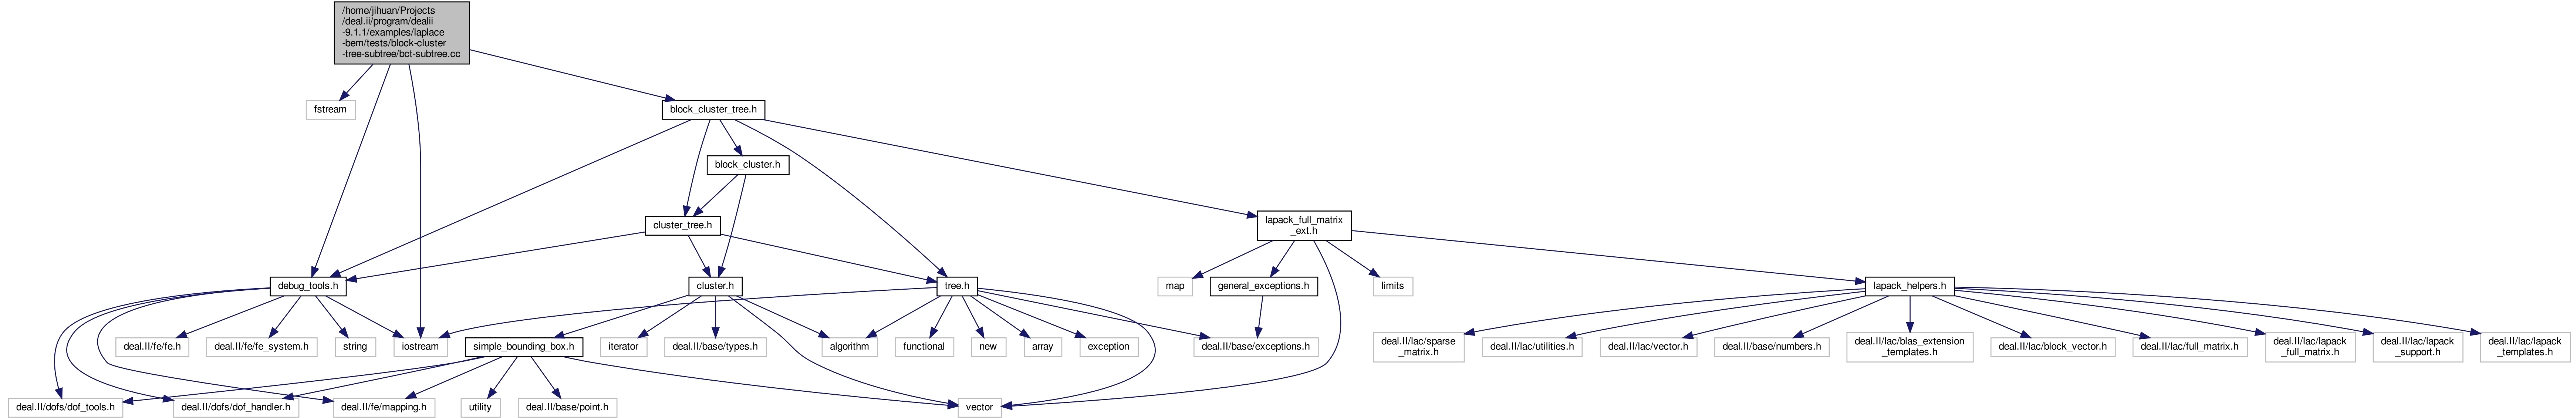 /home/jihuan/Projects
/deal.ii/program/dealii
-9.1.1/examples/laplace
-bem/tests/block-cluster
-tree-subtree/bct-subtree.cc
fstream
block_cluster_tree.h
block_cluster.h
cluster_tree.h
lapack_full_matrix
_ext.h
debug_tools.h
cluster.h
tree.h
map
general_exceptions.h
limits
lapack_helpers.h
deal.II/fe/fe.h
deal.II/fe/fe_system.h
string
iostream
simple_bounding_box.h
iterator
deal.II/base/types.h
algorithm
functional
new
array
exception
deal.II/base/exceptions.h
deal.II/lac/sparse
_matrix.h
deal.II/lac/utilities.h
deal.II/lac/vector.h
deal.II/base/numbers.h
deal.II/lac/blas_extension
_templates.h
deal.II/lac/block_vector.h
deal.II/lac/full_matrix.h
deal.II/lac/lapack
_full_matrix.h
deal.II/lac/lapack
_support.h
deal.II/lac/lapack
_templates.h
deal.II/dofs/dof_tools.h
deal.II/dofs/dof_handler.h
deal.II/fe/mapping.h
utility
deal.II/base/point.h
vector